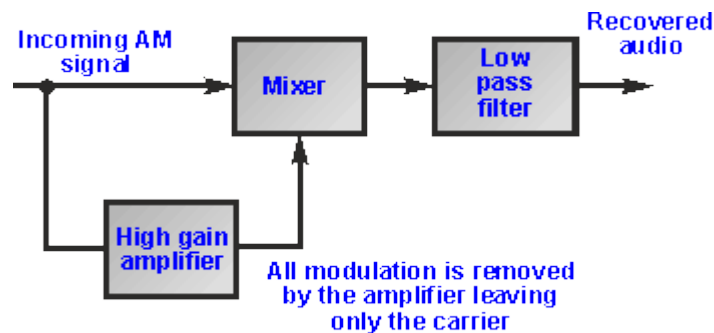 Incoming AM
signal
Mixer
Low
pass
filter
Recovered
audio
High gain
amplifier
All modulation is removed
by the amplifier leaving
only the carrier